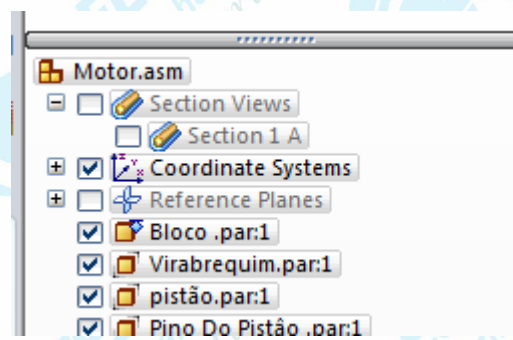 Motor.asm
Section Views
Section 1 A
Coordinate Systems
Reference Planes
Bloco .par:1
Virabrequim.par:1
pistão.par:1
Pino Do Pistâo .par:1